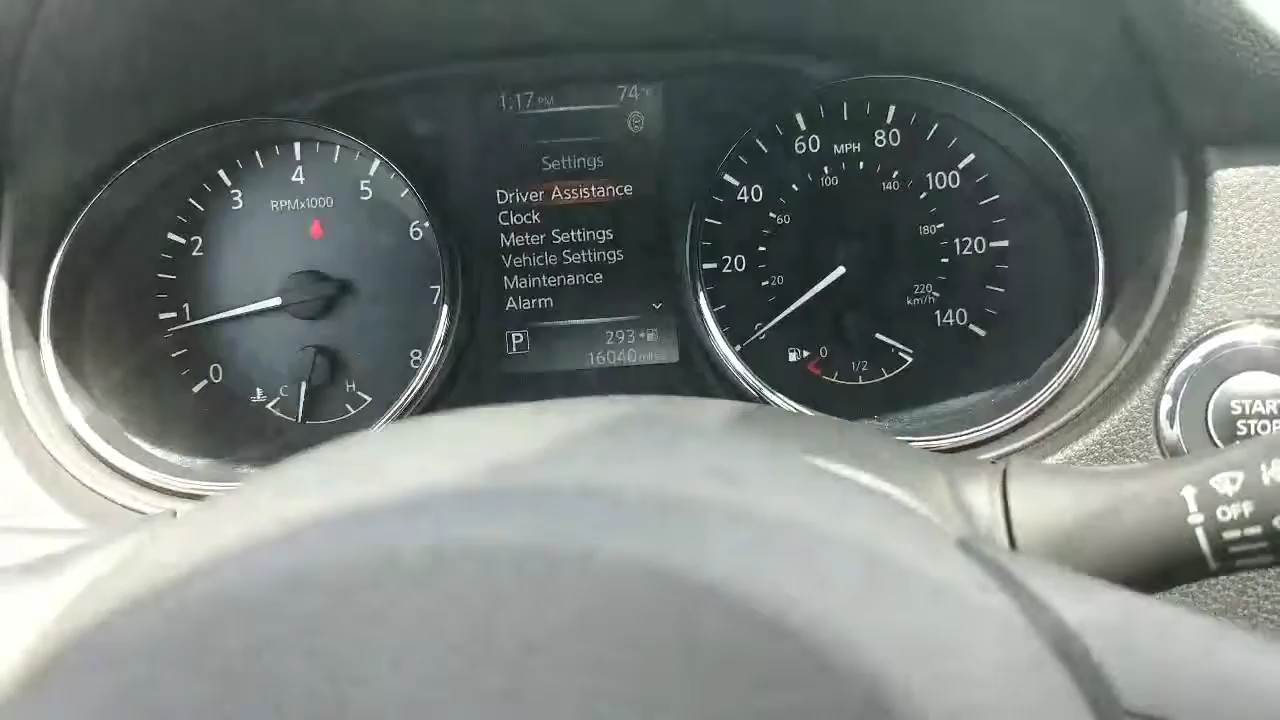 1:17 PM 74°F
Settings
Driver Assistance
Clock
Meter Settings
Vehicle Settings
Maintenance
Alarm
P 293
16040 miles
0 1 2 3 4 5 6 7 8
RPMx1000
C H
0 20 40 60 80 100 120 140
MPH
20 60 100 140 180 220
km/h
0 1/2
START
STOP
OFF